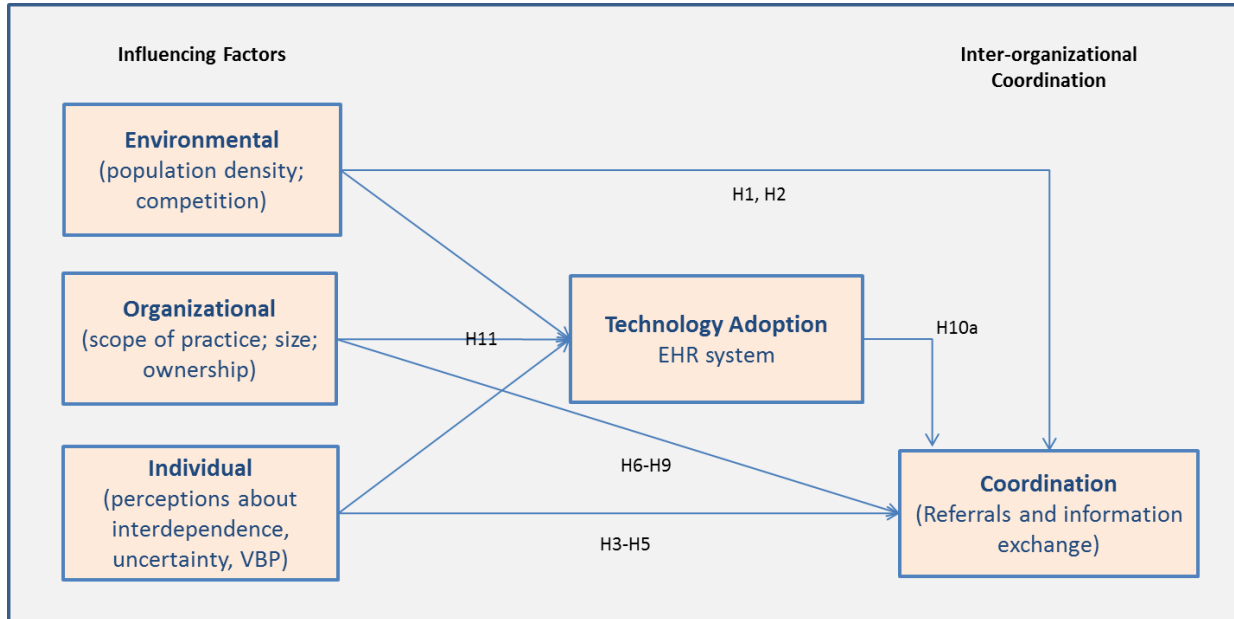 Influencing Factors
Inter-organizational
Coordination
Environmental
(population density;
competition)
H1, H2
Organizational
(scope of practice; size;
ownership)
H11
Technology Adoption
EHR system
H10a
Individual
(perceptions about
interdependence,
uncertainty, VBP)
H6-H9
H3-H5
Coordination
(Referrals and information
exchange)